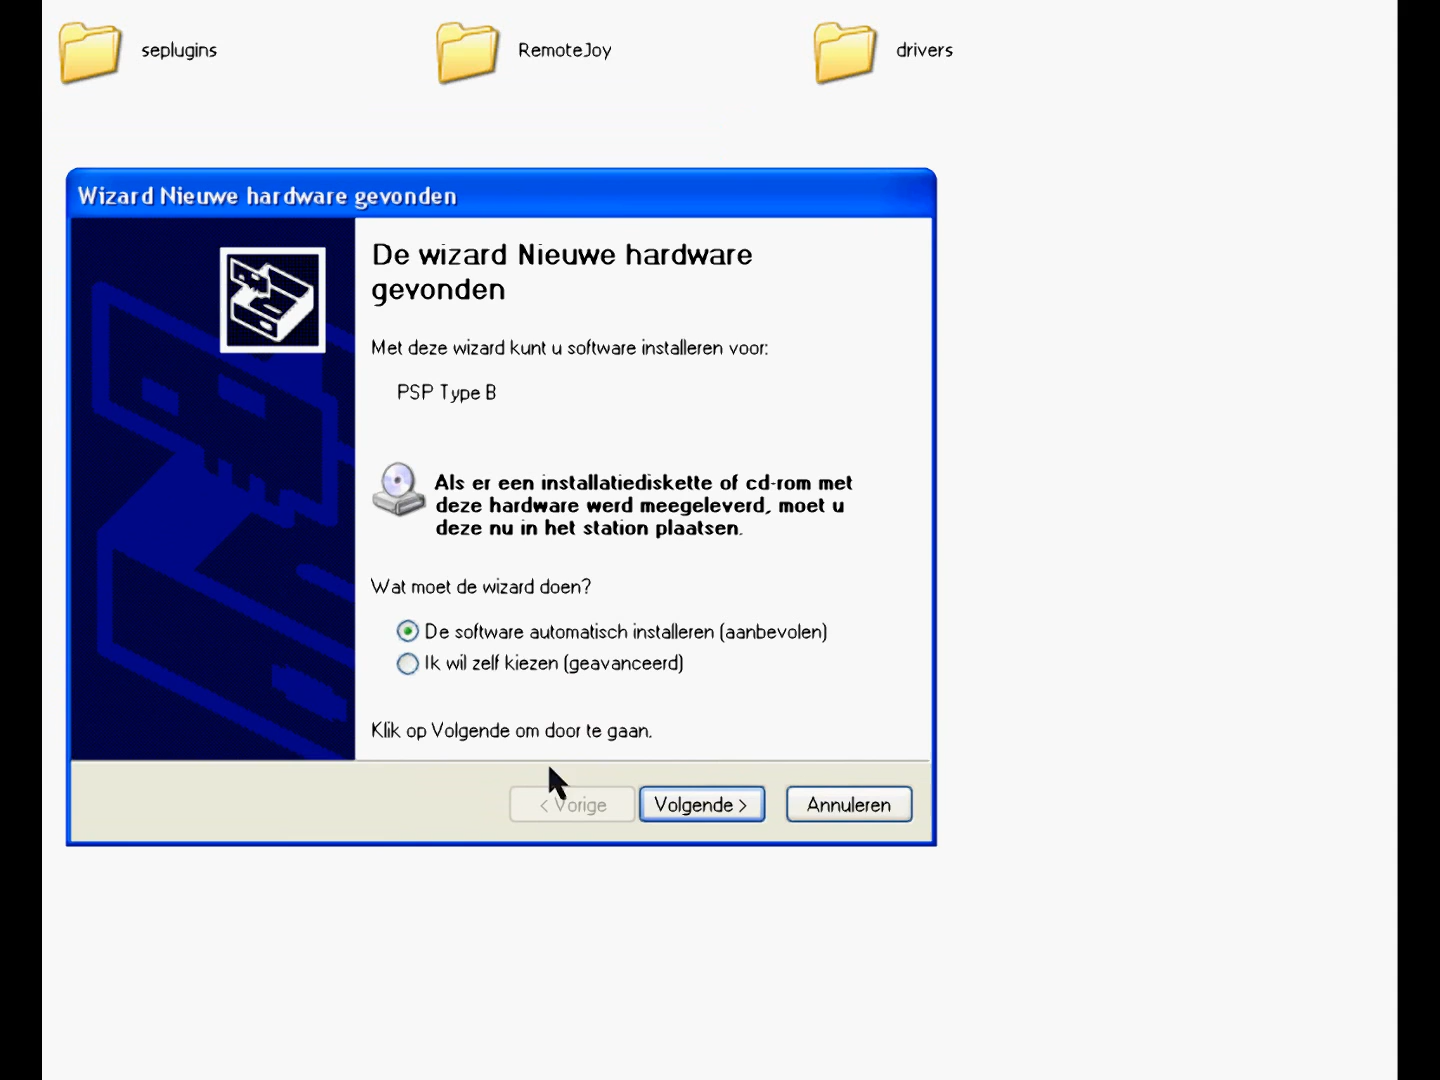 seplugins
RemoteJoy
drivers
Wizard Nieuwe hardware gevonden
De wizard Nieuwe hardware
gevonden
Met deze wizard kunt u software installeren voor:
PSP Type B
Als er een installatiediskette of cd-rom met
deze hardware werd meegeleverd, moet u
deze nu in het station plaatsen.
Wat moet de wizard doen?
De software automatisch installeren (aanbevolen)
Ik wil zelf kiezen (geavanceerd)
Klik op Volgende om door te gaan.
< Vorige
Volgende >
Annuleren